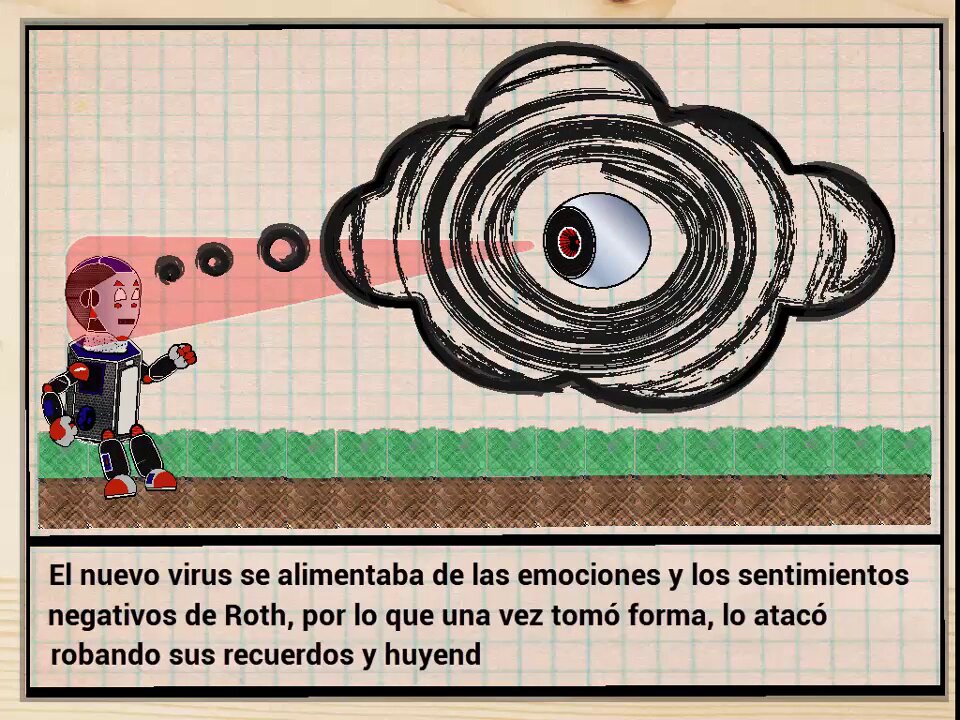 El nuevo virus se alimentaba de las emociones y los sentimientos
negativos de Roth, por lo que una vez tomó forma, lo atacó
robando sus recuerdos y huyend